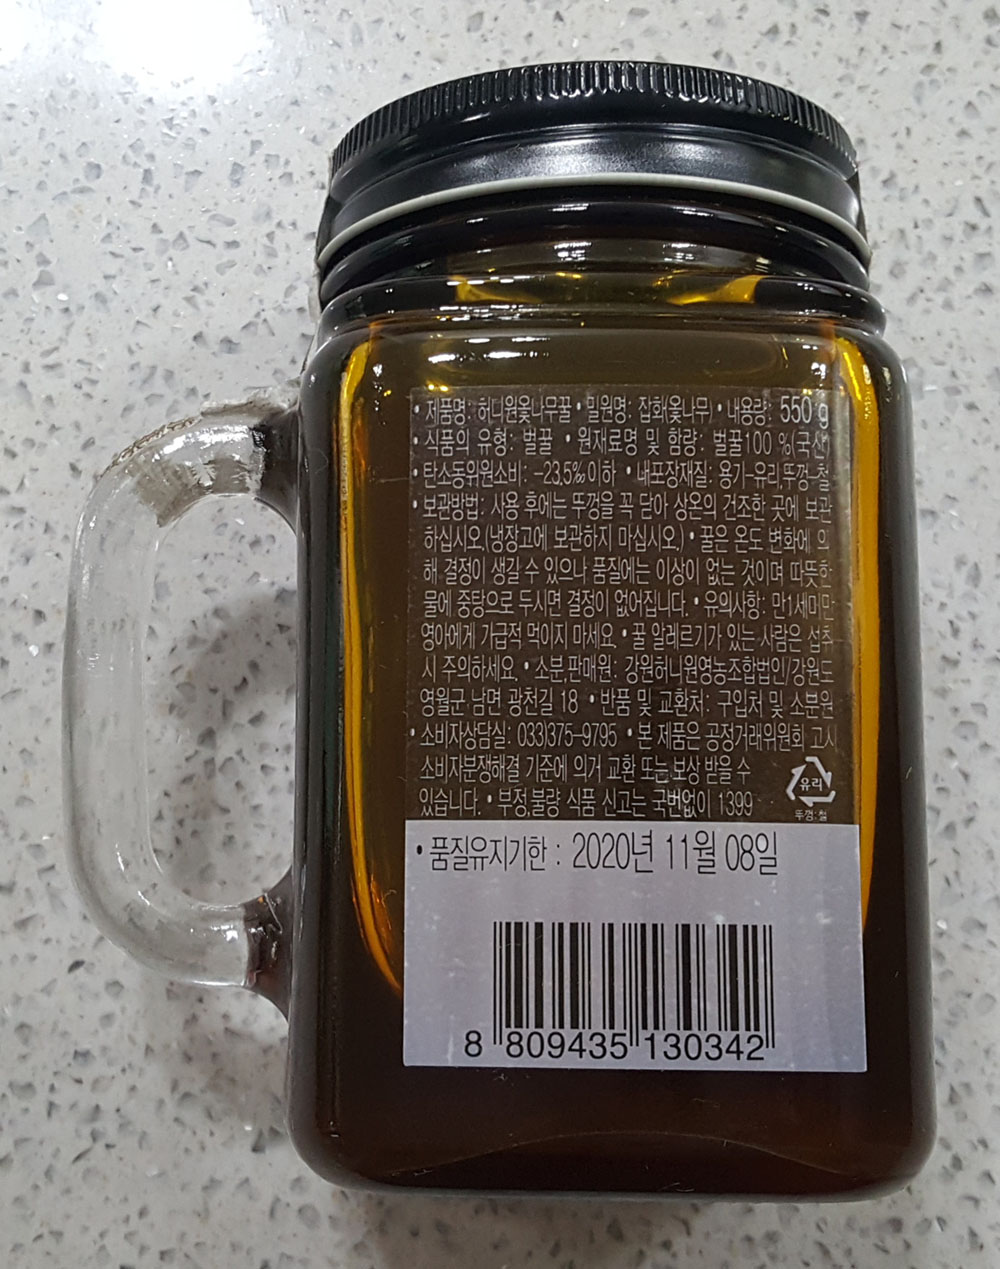 • 제품명: 허니원옻나무꿀 • 밀원명: 잡화(옻나무) • 내용량: 550 g
• 식품의 유형: 벌꿀 • 원재료명 및 함량: 벌꿀100 %(국산)
• 탄소동위원소비: -23.5‰이하 • 내포장재질: 용기-유리,뚜껑-철
• 보관방법: 사용 후에는 뚜껑을 꼭 닫아 상온의 건조한 곳에 보관
하십시오.(냉장고에 보관하지 마십시오.) • 꿀은 온도 변화에 의
해 결정이 생길 수 있으나 품질에는 이상이 없는 것이며 따뜻한
물에 중탕으로 두시면 결정이 없어집니다. • 유의사항: 만1세미만
영아에게 가급적 먹이지 마세요. • 꿀 알레르기가 있는 사람은 섭취
시 주의하세요. • 소분,판매원: 강원허니원영농조합법인/강원도
영월군 남면 광천길 18 • 반품 및 교환처: 구입처 및 소분원
• 소비자상담실: 033)375-9795 • 본 제품은 공정거래위원회 고시
소비자분쟁해결 기준에 의거 교환 또는 보상 받을 수
있습니다. • 부정,불량 식품 신고는 국번없이 1399
유리
뚜껑:철
• 품질유지기한 : 2020년 11월 08일
8 809435 130342